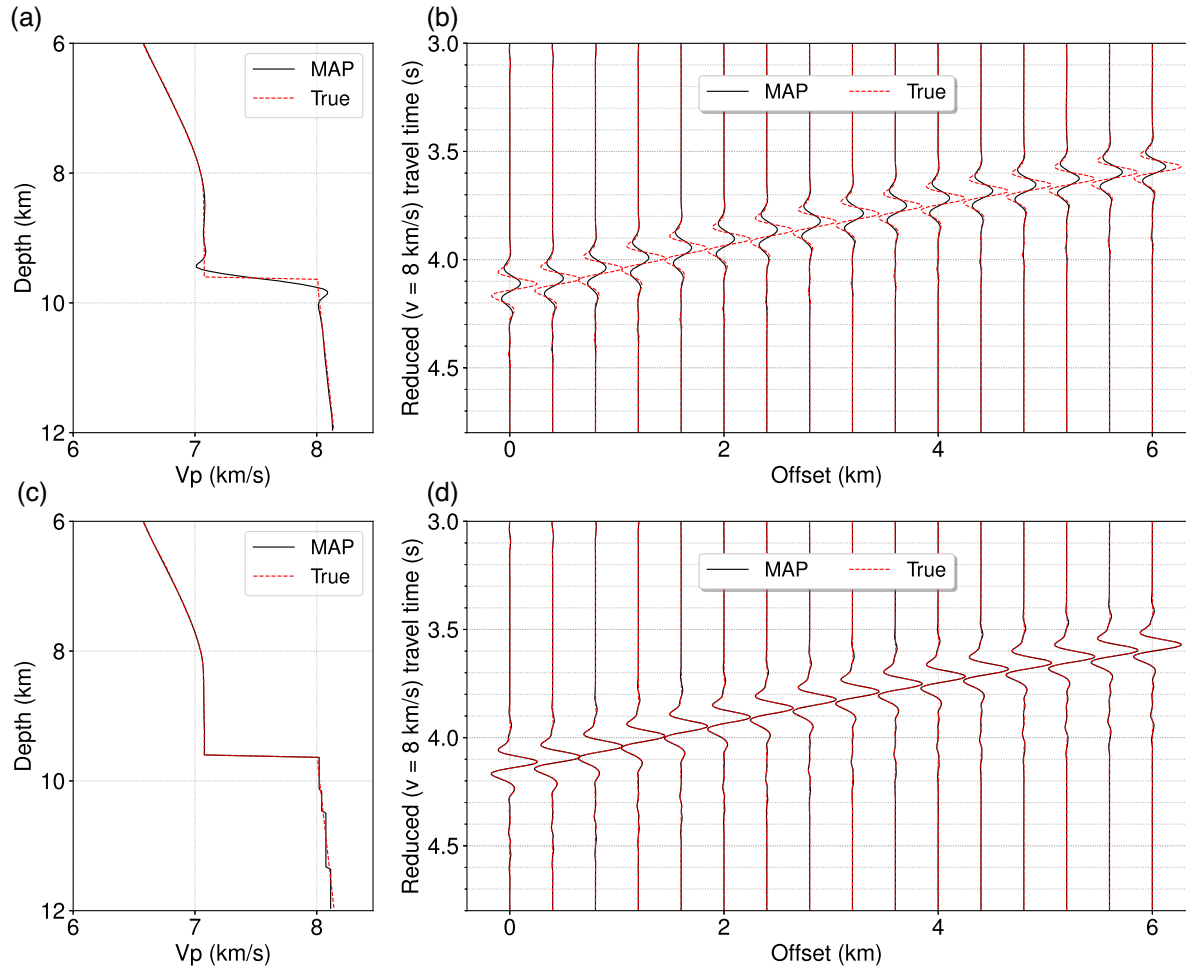 (a)
6
8
10
12
Depth (km)
6
7
8
Vp (km/s)
MAP
True
(b)
3.0
3.5
4.0
4.5
Reduced (v = 8 km/s) travel time (s)
0
2
4
6
Offset (km)
MAP
True
(c)
6
8
10
12
Depth (km)
6
7
8
Vp (km/s)
MAP
True
(d)
3.0
3.5
4.0
4.5
Reduced (v = 8 km/s) travel time (s)
0
2
4
6
Offset (km)
MAP
True